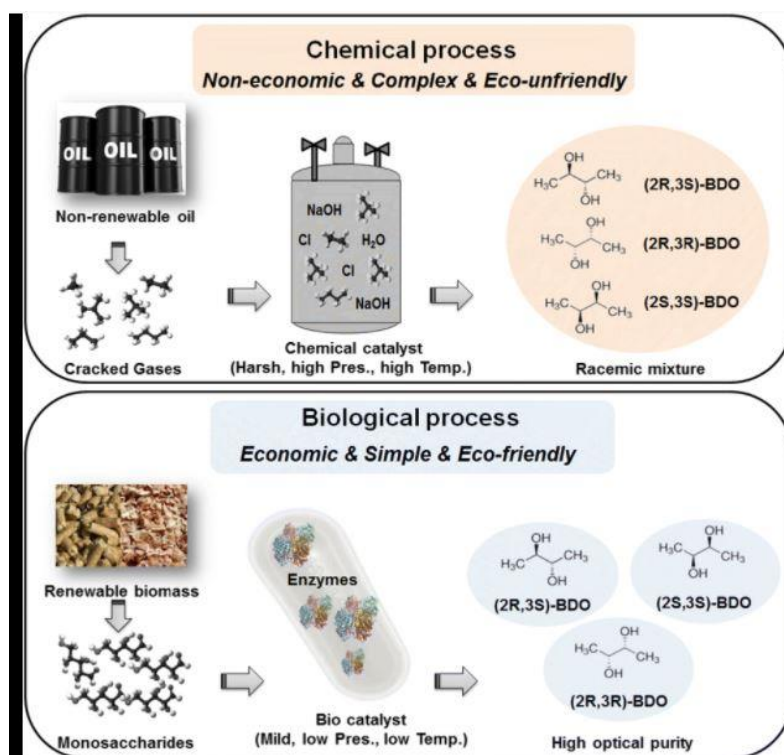 Chemical process
Non-economic & Complex & Eco-unfriendly
OIL OIL OIL
Non-renewable oil
Cracked Gases
NaOH
Cl
H₂O
Cl
NaOH
Chemical catalyst
(Harsh, high Pres., high Temp.)
OH
H₃C
CH₃
OH
(2R,3S)-BDO
OH
H₃C
CH₃
OH
(2R,3R)-BDO
OH
H₃C
CH₃
OH
(2S,3S)-BDO
Racemic mixture
Biological process
Economic & Simple & Eco-friendly
Renewable biomass
Monosaccharides
Enzymes
Bio catalyst
(Mild, low Pres., low Temp.)
OH
H₃C
CH₃
OH
(2R,3S)-BDO
OH
H₃C
CH₃
OH
(2S,3S)-BDO
OH
H₃C
CH₃
OH
(2R,3R)-BDO
High optical purity